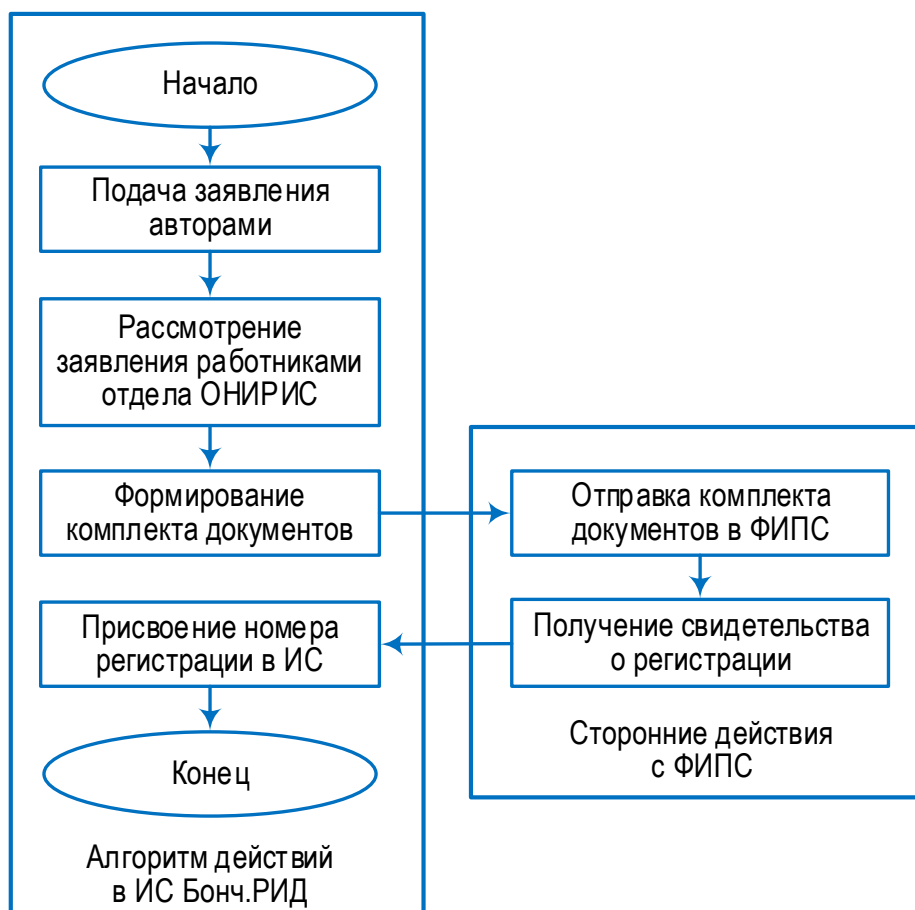 Начало
Подача заявления
авторами
Рассмотрение
заявления работниками
отдела ОНИРИС
Формирование
комплекта документов
Отправка комплекта
документов в ФИПС
Получение свидетельства
о регистрации
Присвоение номера
регистрации в ИС
Конец
Сторонние действия
с ФИПС
Алгоритм действий
в ИС Бонч.РИД